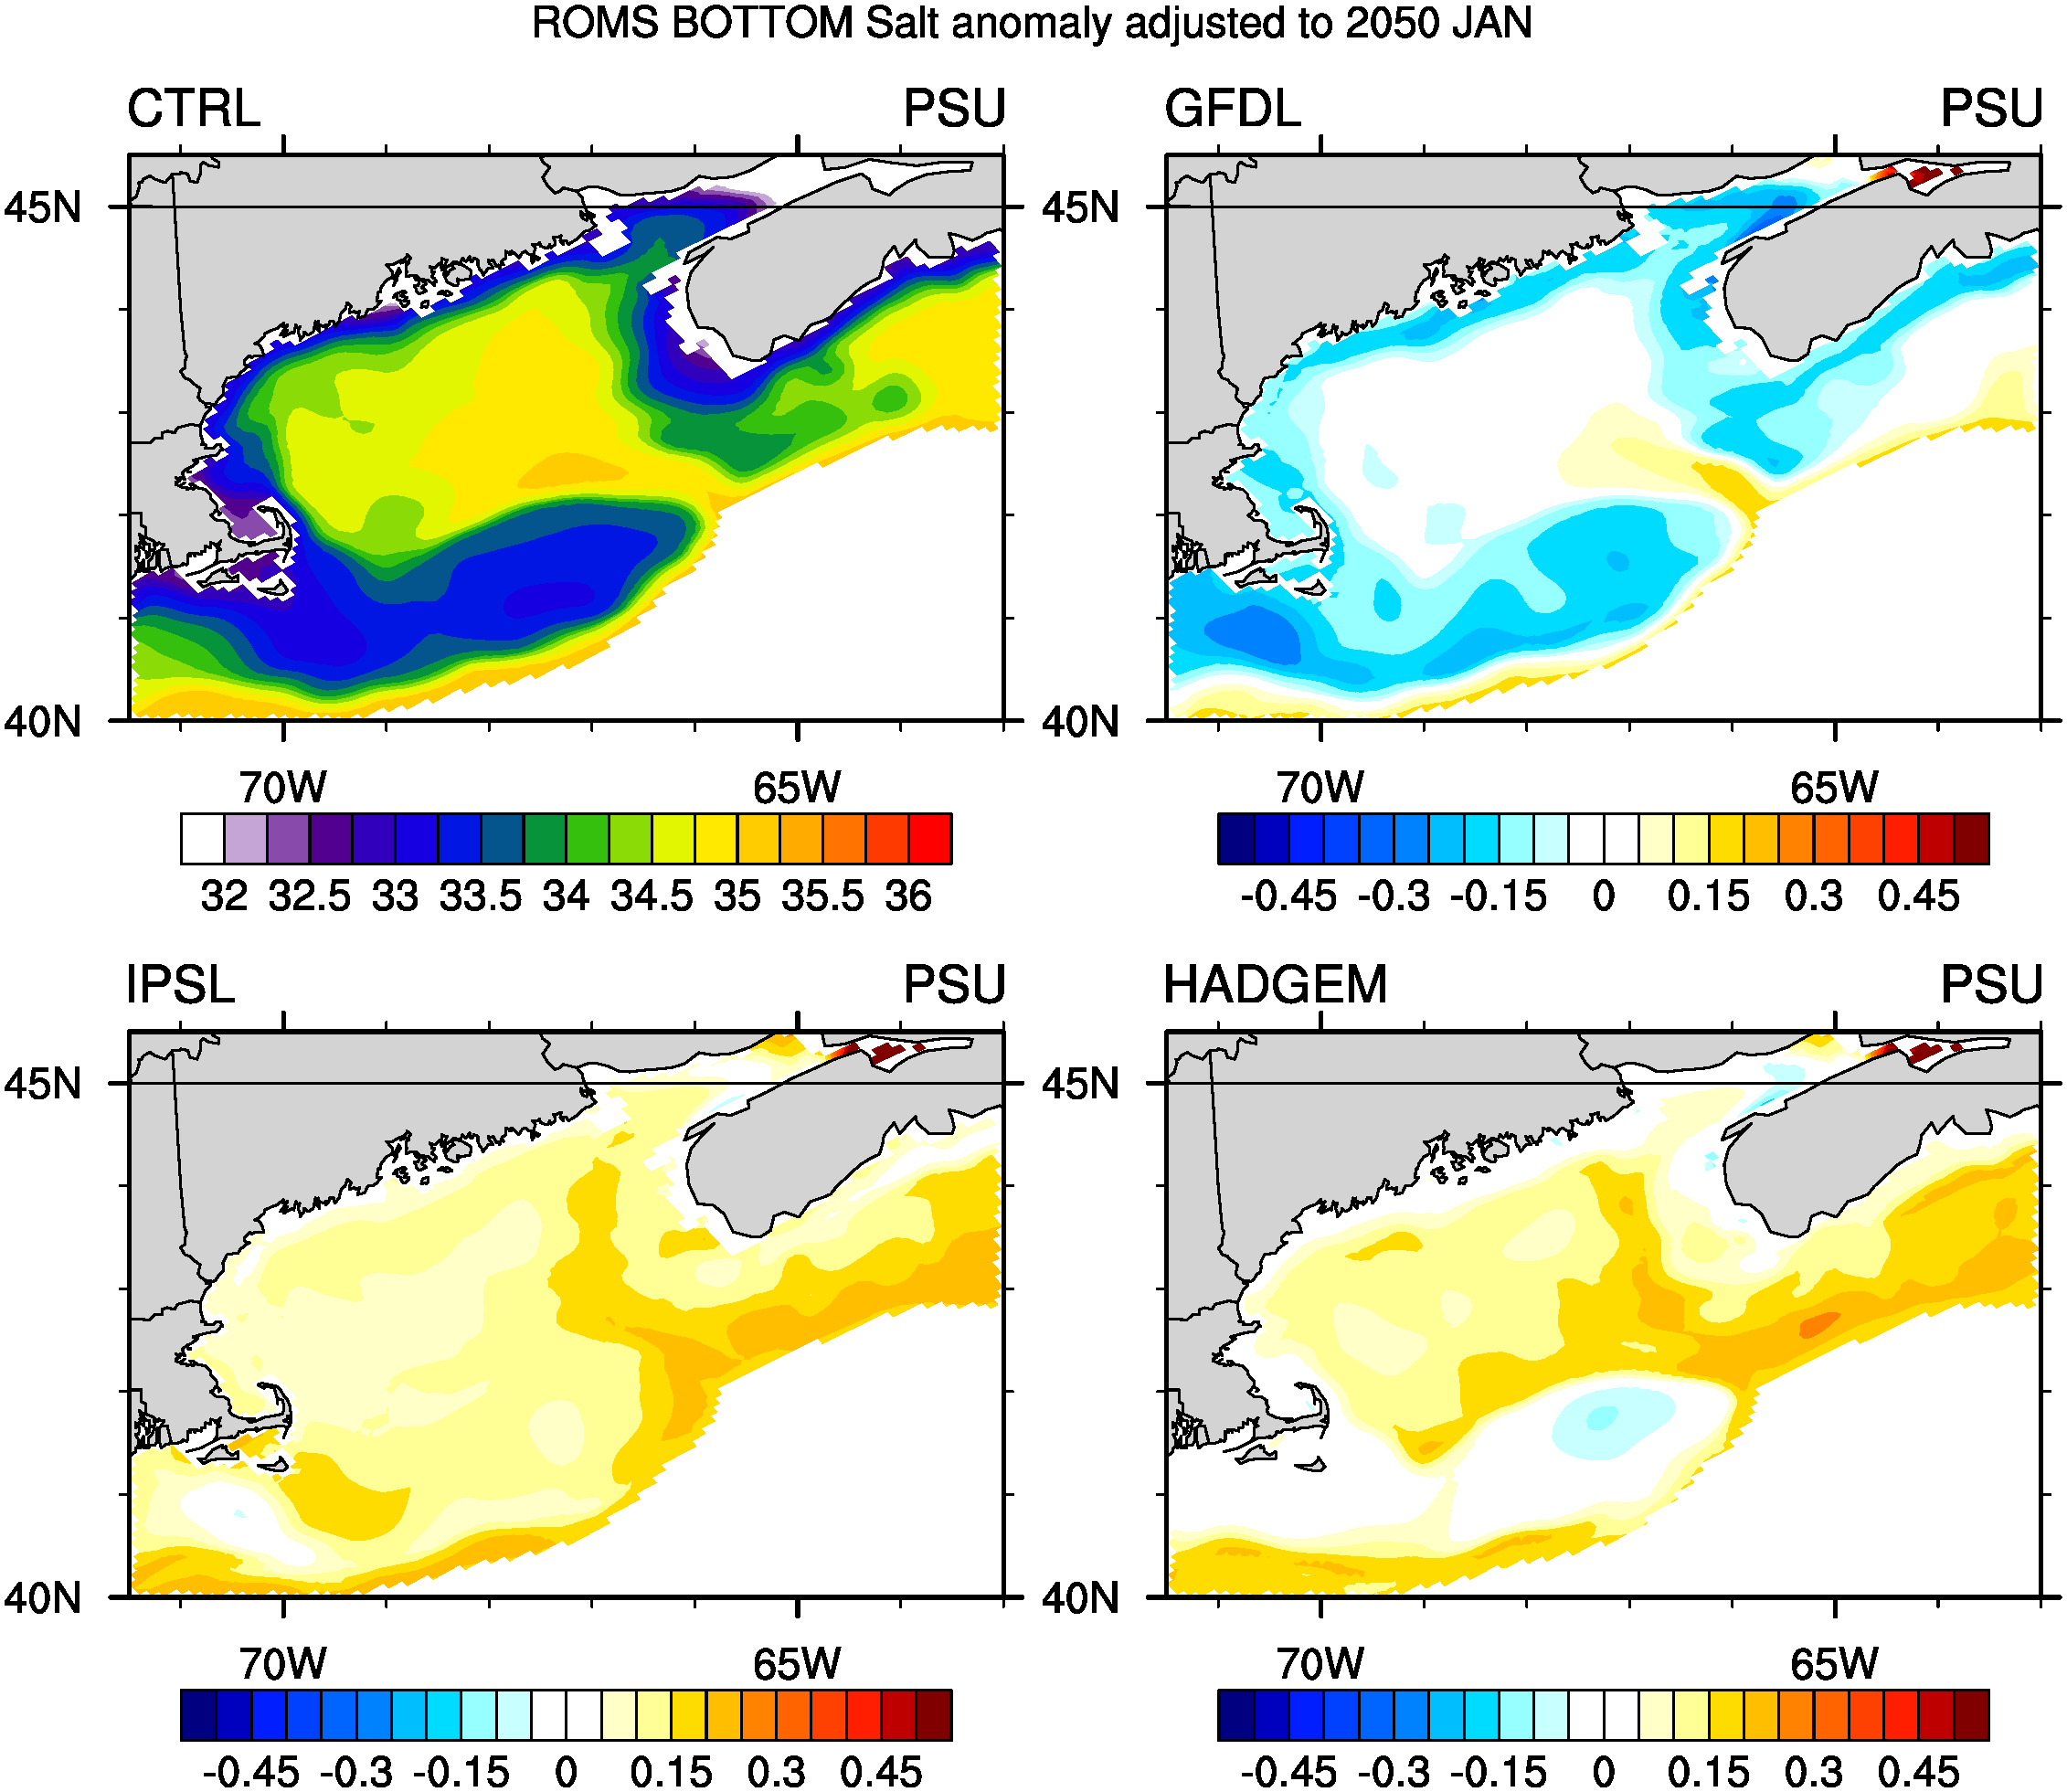 ROMS BOTTOM Salt anomaly adjusted to 2050 JAN
CTRL PSU GFDL PSU
45N 45N
40N 40N
70W 65W 70W 65W
32 32.5 33 33.5 34 34.5 35 35.5 36 -0.45 -0.3 -0.15 0 0.15 0.3 0.45
IPSL PSU HADGEM PSU
45N 45N
40N 40N
70W 65W 70W 65W
-0.45 -0.3 -0.15 0 0.15 0.3 0.45 -0.45 -0.3 -0.15 0 0.15 0.3 0.45